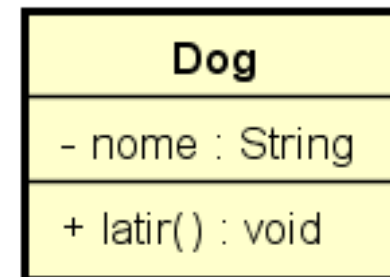 Dog
- nome : String
+ latir() : void